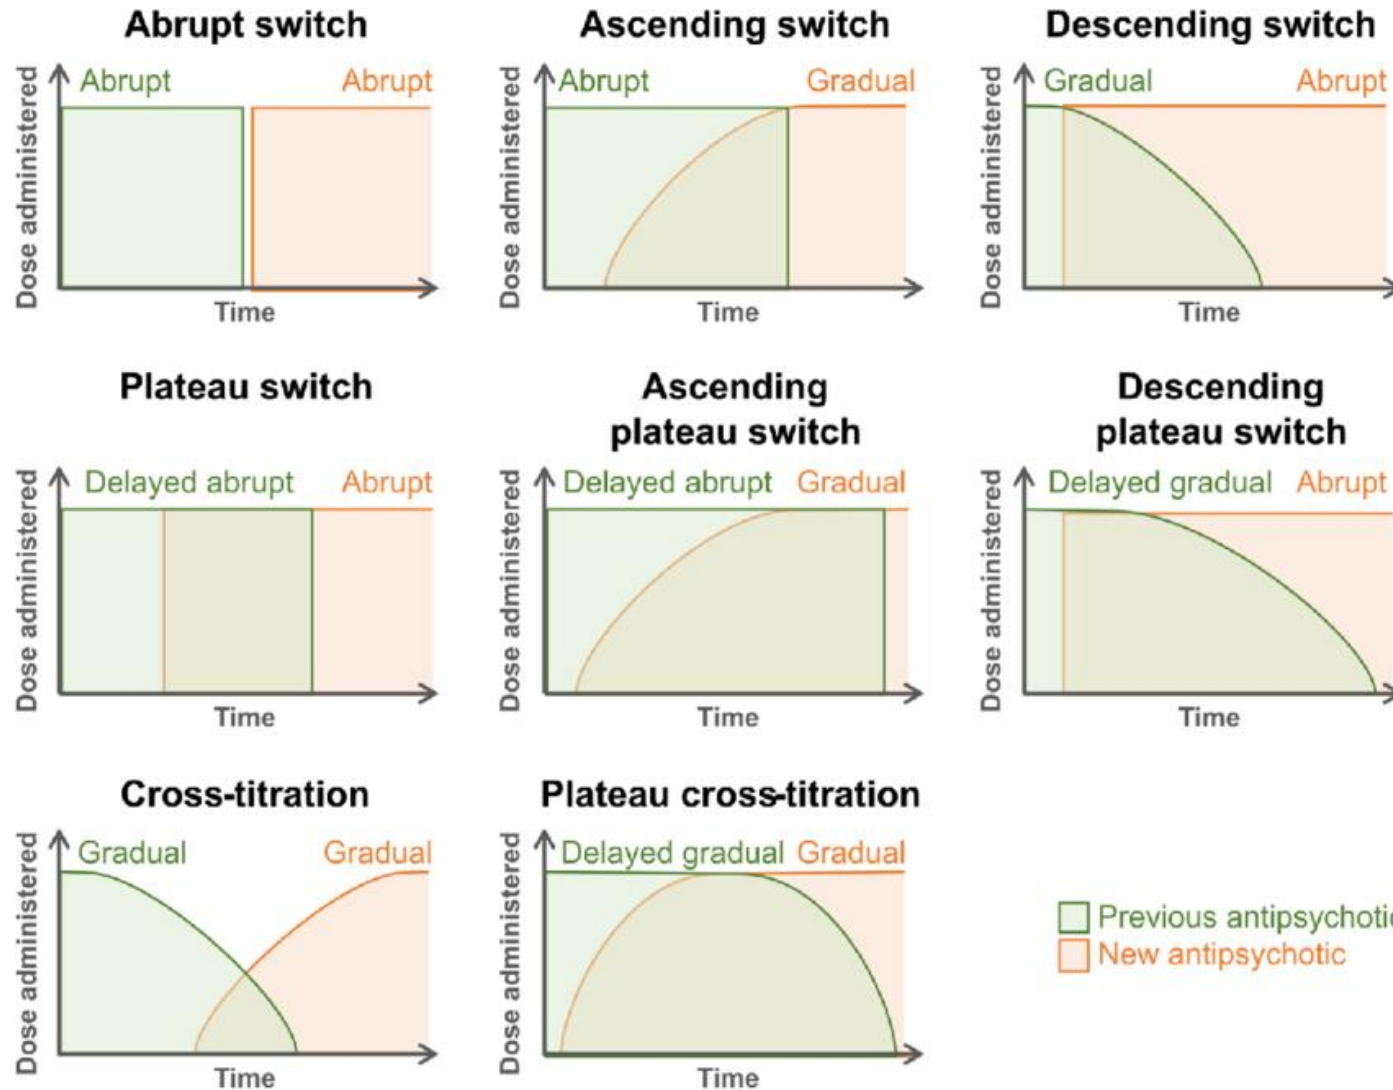 Abrupt switch
Abrupt
Abrupt
Dose administered
Time
Ascending switch
Abrupt
Gradual
Dose administered
Time
Descending switch
Gradual
Abrupt
Dose administered
Time
Plateau switch
Delayed abrupt
Abrupt
Dose administered
Time
Ascending
plateau switch
Delayed abrupt
Gradual
Dose administered
Time
Descending
plateau switch
Delayed gradual
Abrupt
Dose administered
Time
Cross-titration
Gradual
Gradual
Dose administered
Time
Plateau cross-titration
Delayed gradual
Gradual
Dose administered
Time
Previous antipsychotic
New antipsychotic